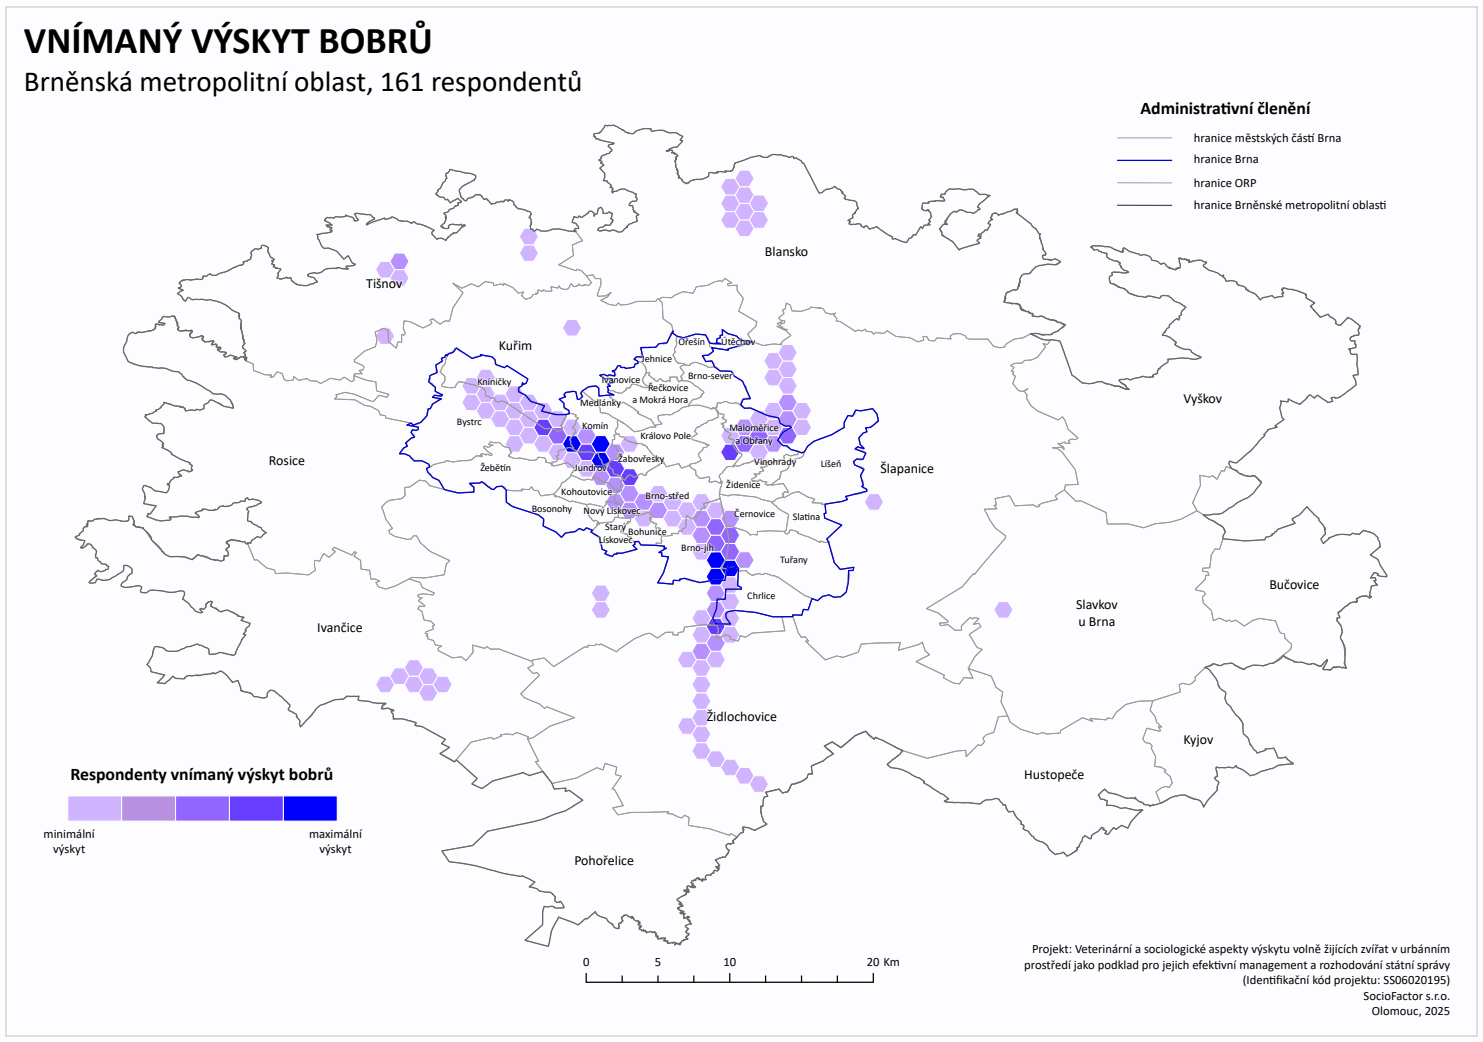 VNÍMANÝ VÝSKYT BOBRŮ
Brněnská metropolitní oblast, 161 respondentů
Administrativní členění
hranice městských částí Brna
hranice Brna
hranice ORP
hranice Brněnské metropolitní oblasti
Blansko
Tišnov
Kuřim
Ořešín
Útěchov
Jehnice
Ivanovice
Brno-sever
Kníničky
Řečkovice
a Mokrá Hora
Medlánky
Vyškov
Bystrc
Komín
Maloměřice
a Obřany
Královo Pole
Rosice
Žebětín
Jundrov
Žabovřesky
Vinohrady
Líšeň
Šlapanice
Židenice
Kohoutovice
Brno-střed
Bosonohy
Nový Lískovec
Černovice
Slatina
Starý
Lískovec
Bohunice
Brno-jih
Tuřany
Chrlice
Bučovice
Slavkov
u Brna
Ivančice
Židlochovice
Kyjov
Hustopeče
Pohořelice
Respondenty vnímaný výskyt bobrů
minimální
výskyt
maximální
výskyt
0 5 10 20 Km
Projekt: Veterinární a sociologické aspekty výskytu volně žijících zvířat v urbánním
prostředí jako podklad pro jejich efektivní management a rozhodování státní správy
(Identifikační kód projektu: SS06020195)
SocioFactor s.r.o.
Olomouc, 2025